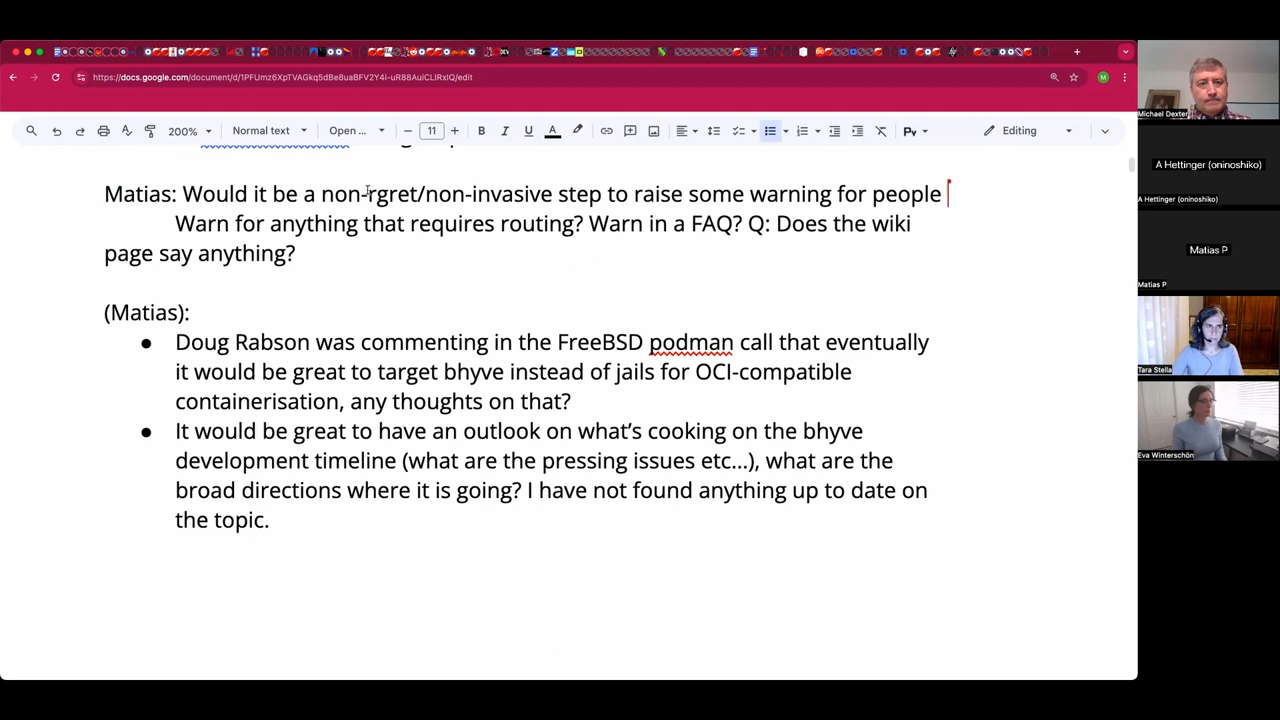 https://docs.google.com/document/d/1PFUmz6XpTVAGkq5dBe8uaBFV2Y4i-uR88AuiCLIRxIQ/edit
M
200%
Normal text
Open ...
11
B
I
U
A
Editing
Matias: Would it be a non-rgret/non-invasive step to raise some warning for people
Warn for anything that requires routing? Warn in a FAQ? Q: Does the wiki
page say anything?
(Matias):
● Doug Rabson was commenting in the FreeBSD podman call that eventually
it would be great to target bhyve instead of jails for OCI-compatible
containerisation, any thoughts on that?
● It would be great to have an outlook on what's cooking on the bhyve
development timeline (what are the pressing issues etc...), what are the
broad directions where it is going? I have not found anything up to date on
the topic.
Michael Dexter
A Hettinger (oninoshiko)
A Hettinger (oninoshiko)
Matias P
Matias P
Tara Stella
Eva Winterschön